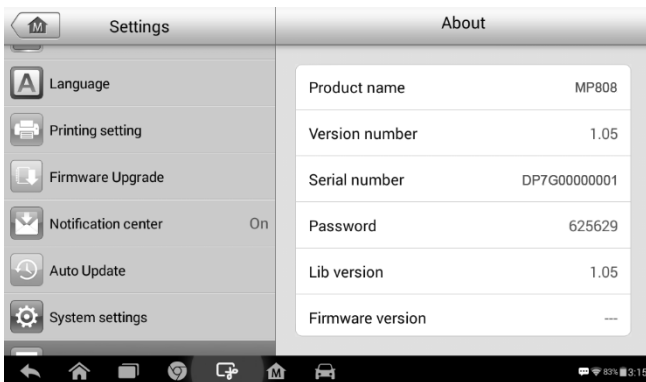 M Settings
About
A Language
Printing setting
Firmware Upgrade
Notification center On
Auto Update
System settings
Product name MP808
Version number 1.05
Serial number DP7G00000001
Password 625629
Lib version 1.05
Firmware version ---
M
83% 3:15